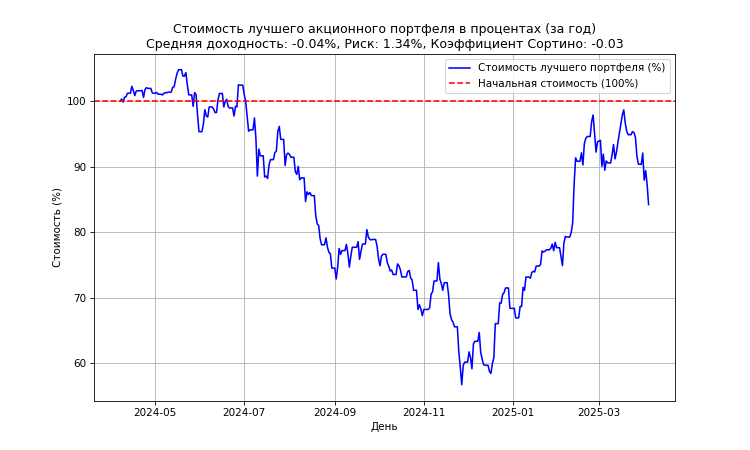 Стоимость лучшего акционного портфеля в процентах (за год)
Средняя доходность: -0.04%, Риск: 1.34%, Коэффициент Сортино: -0.03
Стоимость лучшего портфеля (%)
Начальная стоимость (100%)
Стоимость (%)
100
90
80
70
60
2024-05
2024-07
2024-09
2024-11
2025-01
2025-03
День